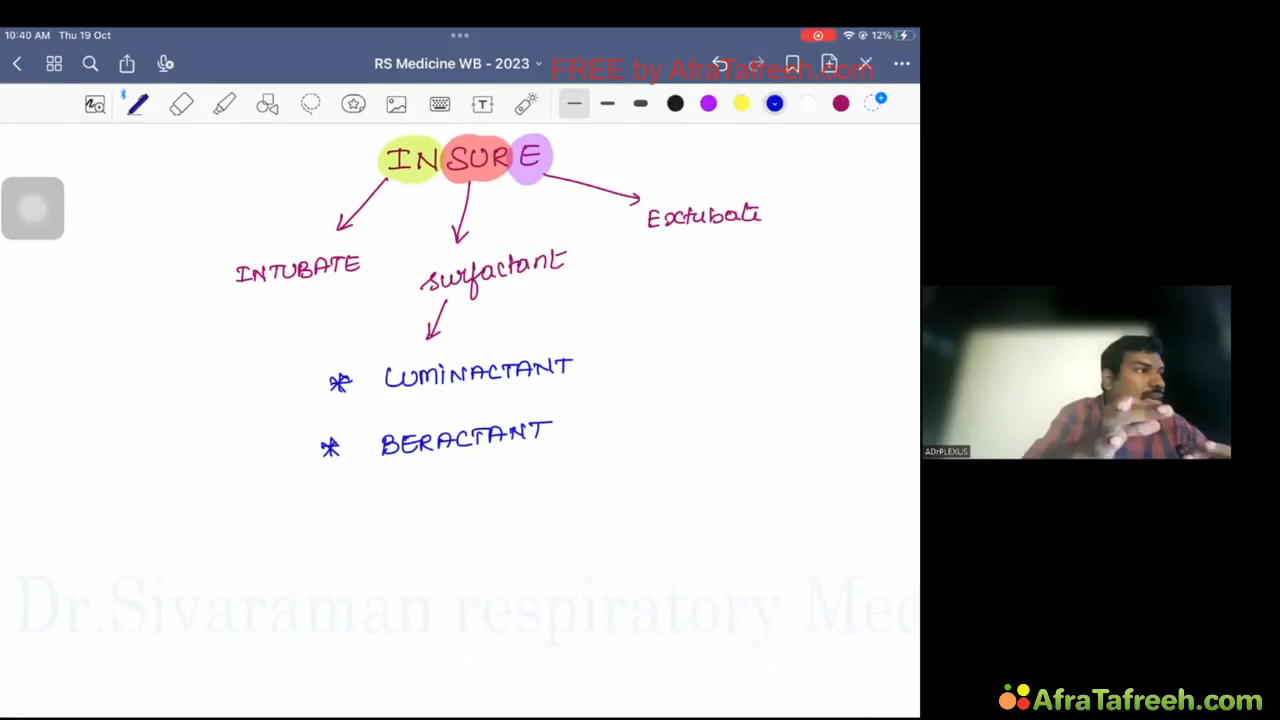 10:40 AM Thu 19 Oct
12%
RS Medicine WB - 2023
FREE by AfraTafreeh.com
INSURE
Extubate
INTUBATE
surfactant
* LUMINACTANT
* BERACTANT
ADrPLEXUS
Dr.Sivaraman respiratory Med
AfraTafreeh.com